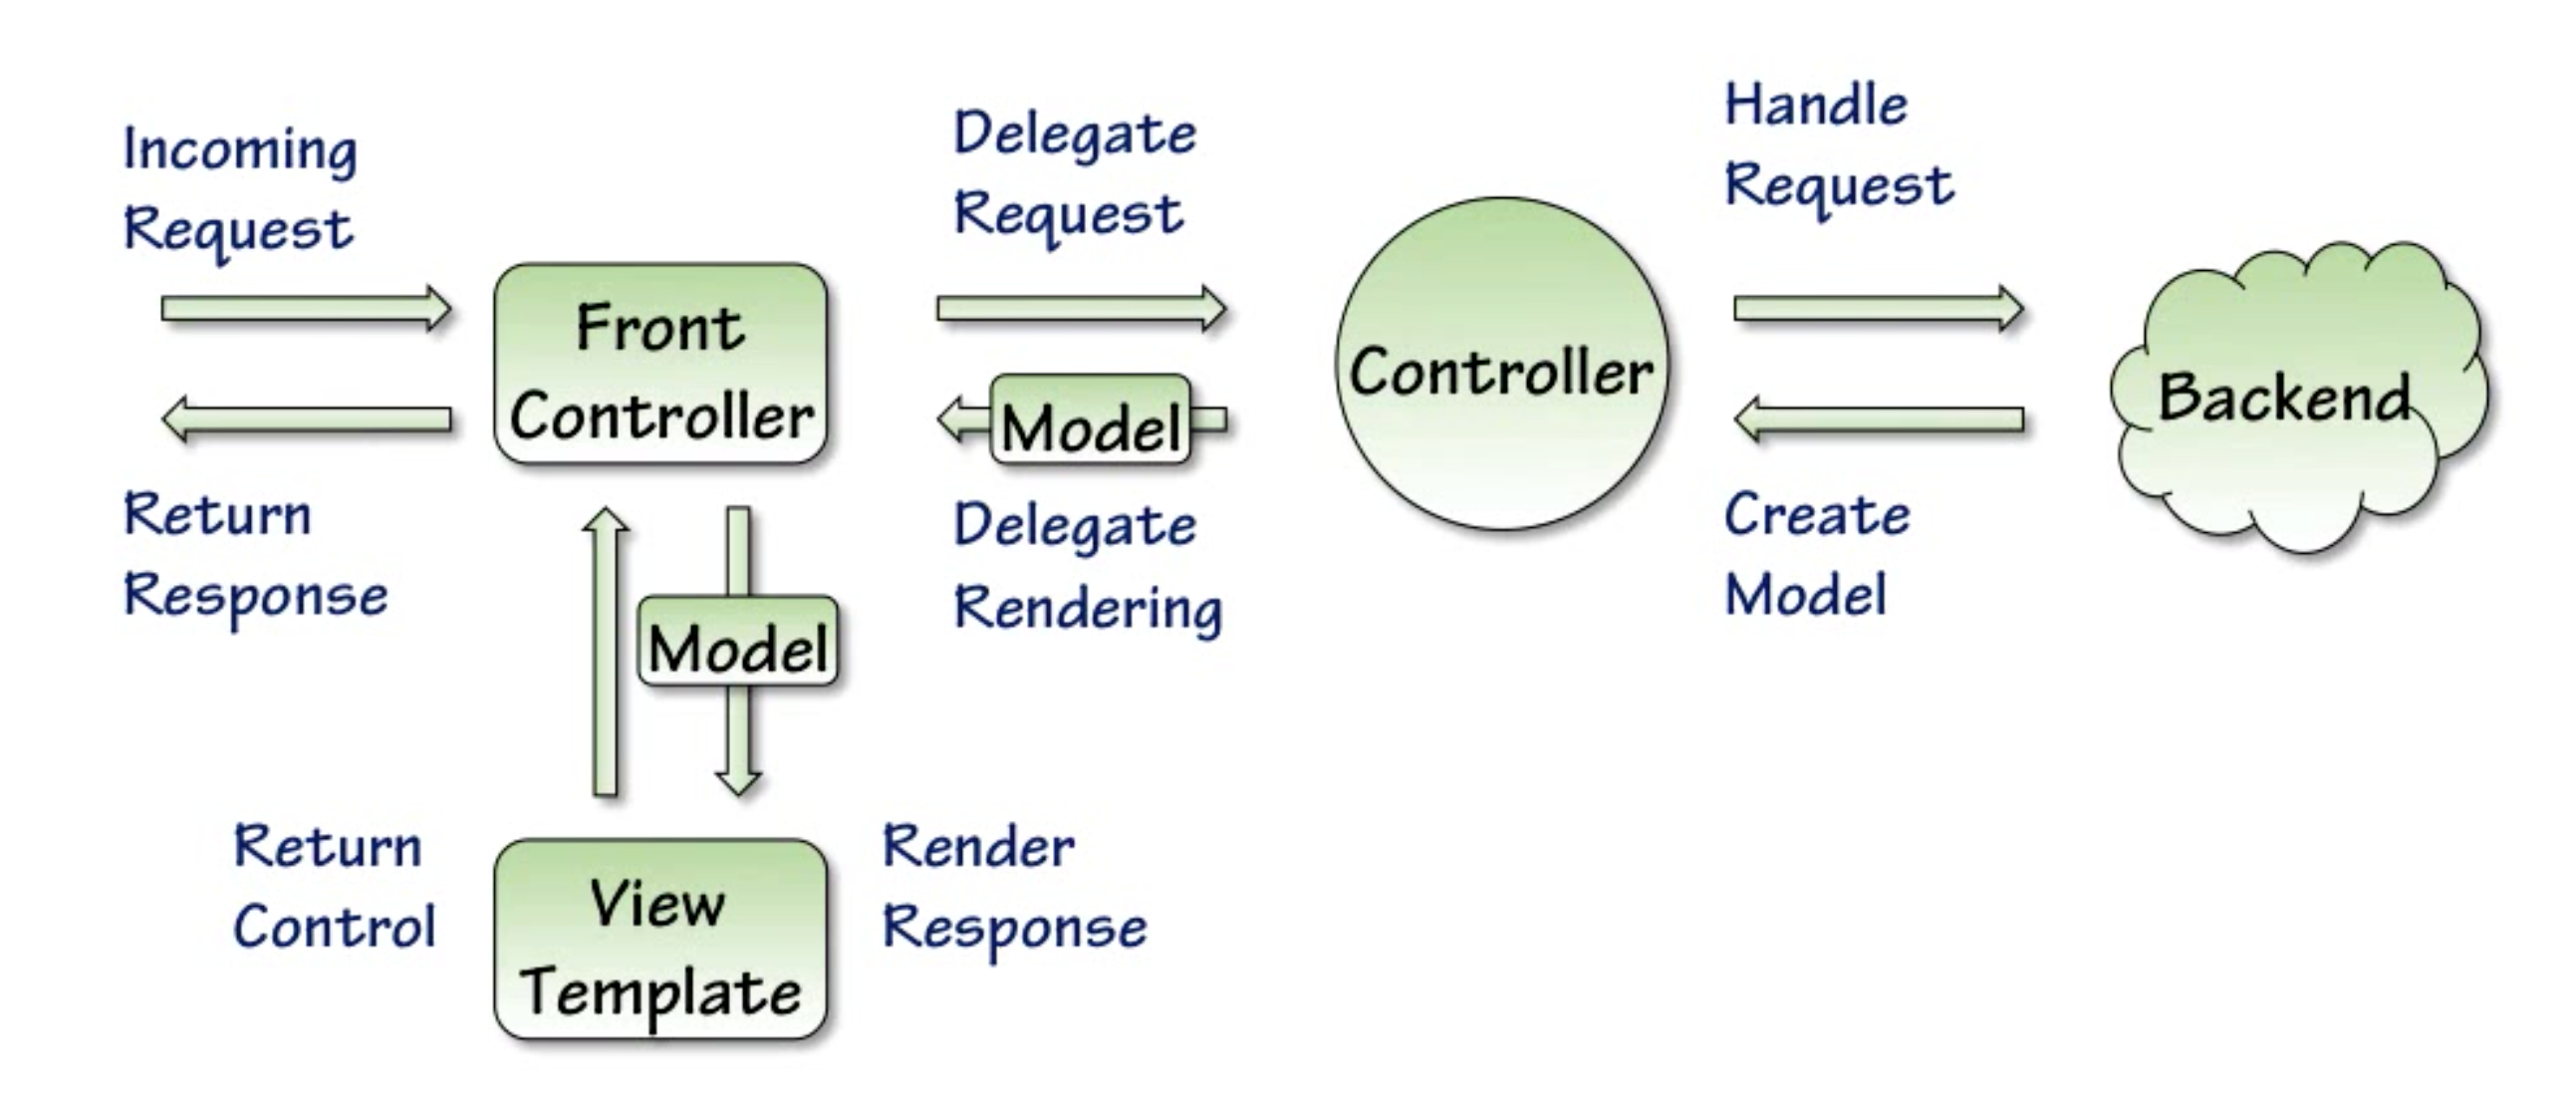 Incoming
Request
Delegate
Request
Handle
Request
Front
Controller
Model
Controller
Backend
Return
Response
Delegate
Rendering
Create
Model
Model
Return
Control
View
Template
Render
Response